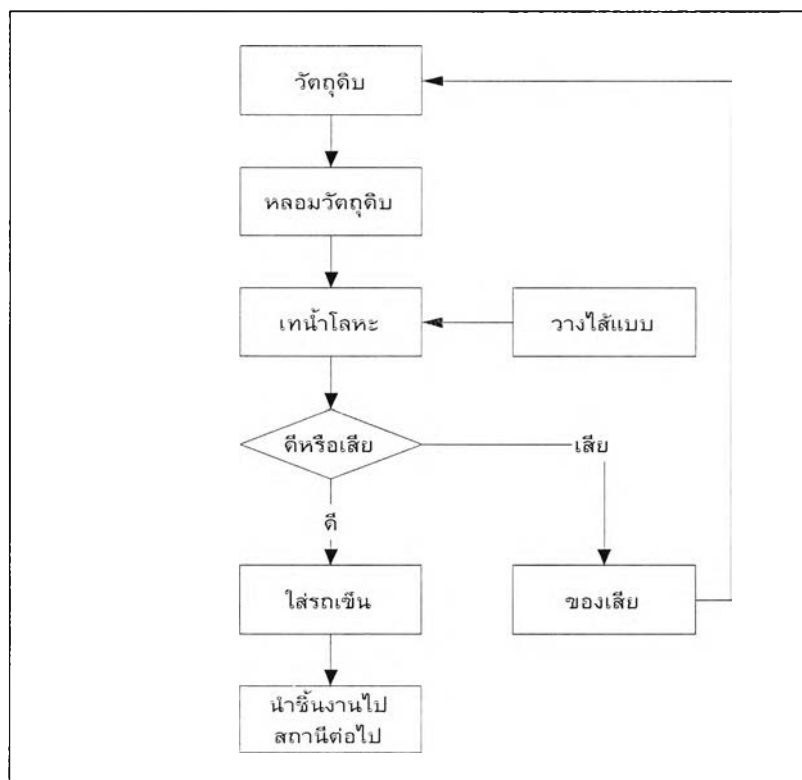 วัตถุดิบ
หลอมวัตถุดิบ
เทน้ำโลหะ
วางไส้แบบ
ดีหรือเสีย
เสีย
ดี
ใส่รถเข็น
ของเสีย
นำชิ้นงานไป
สถานีต่อไป